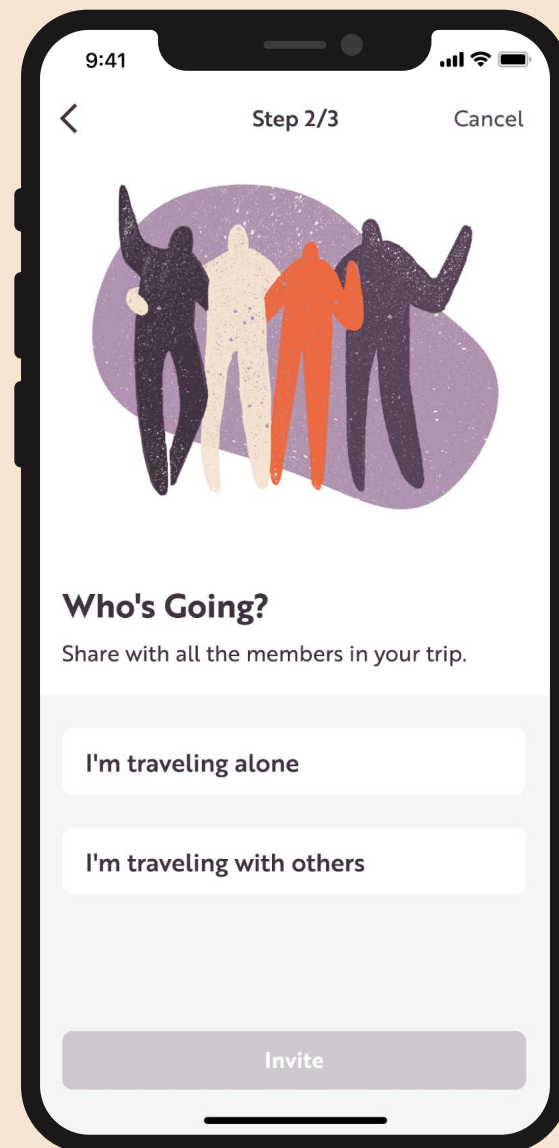 9:41
Step 2/3
Cancel
Who's Going?
Share with all the members in your trip.
I'm traveling alone
I'm traveling with others
Invite